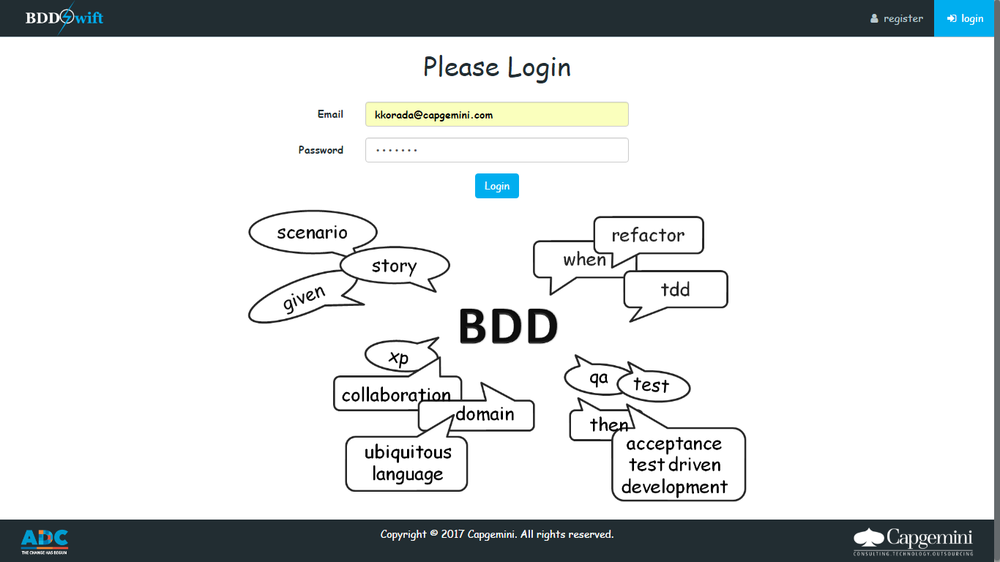 BDDSwift
register
login
Please Login
Email
kkorada@capgemini.com
Password
•••••••
Login
scenario
story
given
refactor
when
tdd
BDD
xp
collaboration
domain
ubiquitous
language
qa
test
then
acceptance
test driven
development
ADC
THE CHANGE HAS BEGUN
Copyright © 2017 Capgemini. All rights reserved.
Capgemini
CONSULTING.TECHNOLOGY.OUTSOURCING